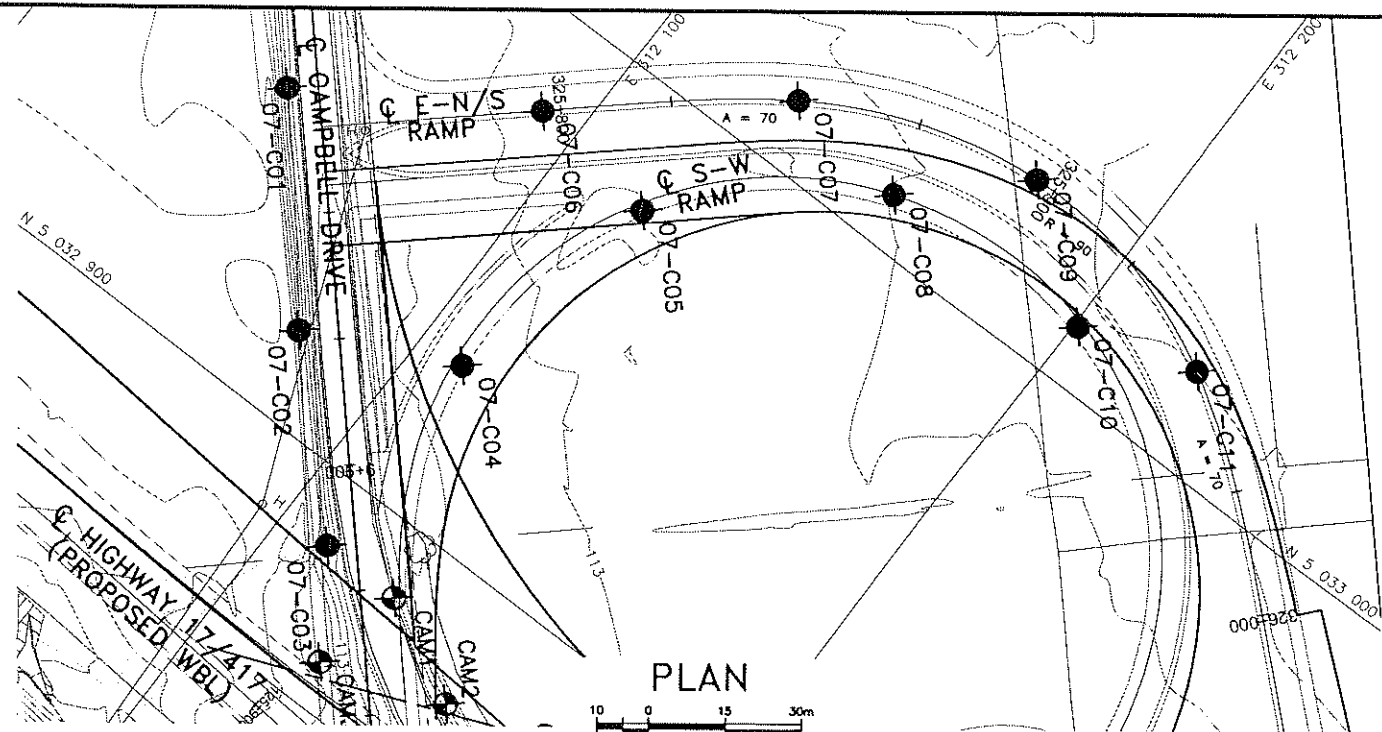 ℄ CAMPBELL DRIVE
℄ E-N/S
RAMP
E 312 100
E 312 200
A = 70
℄ S-W
RAMP
07-C01
07-C02
07-C03
07-C04
07-C05
07-C06
07-C07
07-C08
07-C09
07-C10
07-C11
A = 70
N 5 032 900
N 5 033 000
℄ HIGHWAY 17/417
(PROPOSED WBL)
CAM1
CAM2
113
326+000
PLAN
10 0 15 30m